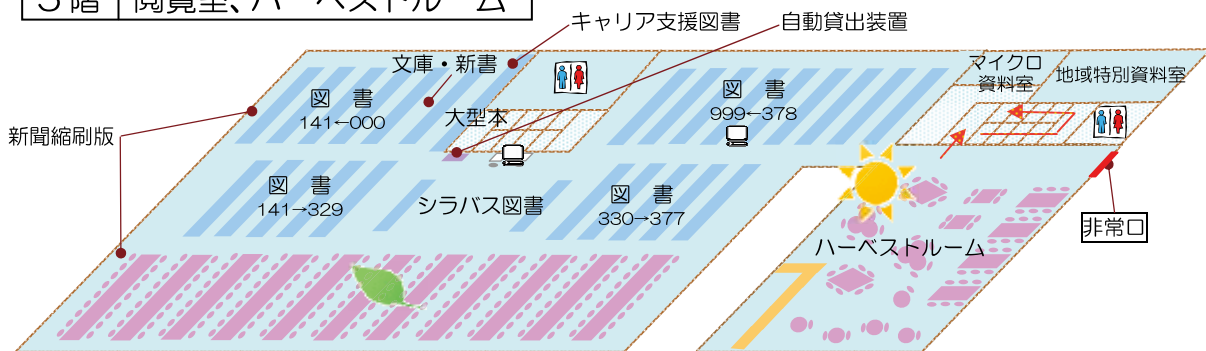 3階 閲覧室、ハーベストルーム
キャリア支援図書
自動貸出装置
文庫・新書
マイクロ
資料室
地域特別資料室
図 書
141←000
大型本
図 書
999←378
新聞縮刷版
図 書
141→329
シラバス図書
図 書
330→377
非常口
ハーベストルーム